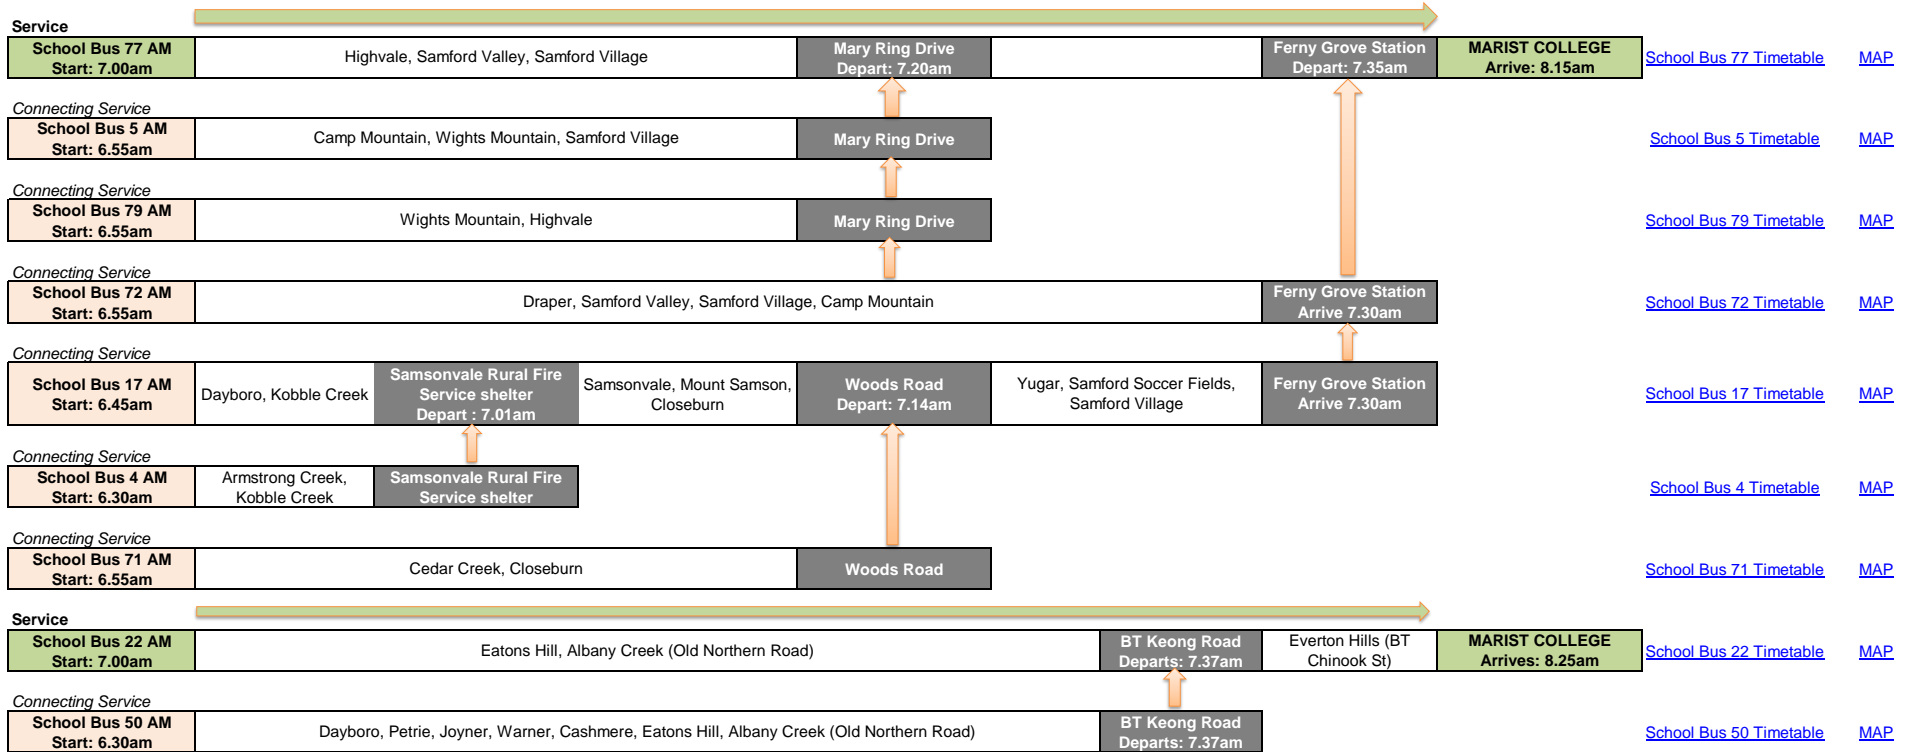 Service
School Bus 77 AM
Start: 7.00am
Highvale, Samford Valley, Samford Village
Mary Ring Drive
Depart: 7.20am
Ferny Grove Station
Depart: 7.35am
MARIST COLLEGE
Arrive: 8.15am
School Bus 77 Timetable
MAP
Connecting Service
School Bus 5 AM
Start: 6.55am
Camp Mountain, Wights Mountain, Samford Village
Mary Ring Drive
School Bus 5 Timetable
MAP
Connecting Service
School Bus 79 AM
Start: 6.55am
Wights Mountain, Highvale
Mary Ring Drive
School Bus 79 Timetable
MAP
Connecting Service
School Bus 72 AM
Start: 6.55am
Draper, Samford Valley, Samford Village, Camp Mountain
Ferny Grove Station
Arrive 7.30am
School Bus 72 Timetable
MAP
Connecting Service
School Bus 17 AM
Start: 6.45am
Dayboro, Kobble Creek
Samsonvale Rural Fire
Service shelter
Depart : 7.01am
Samsonvale, Mount Samson,
Closeburn
Woods Road
Depart: 7.14am
Yugar, Samford Soccer Fields,
Samford Village
Ferny Grove Station
Arrive 7.30am
School Bus 17 Timetable
MAP
Connecting Service
School Bus 4 AM
Start: 6.30am
Armstrong Creek,
Kobble Creek
Samsonvale Rural Fire
Service shelter
School Bus 4 Timetable
MAP
Connecting Service
School Bus 71 AM
Start: 6.55am
Cedar Creek, Closeburn
Woods Road
School Bus 71 Timetable
MAP
Service
School Bus 22 AM
Start: 7.00am
Eatons Hill, Albany Creek (Old Northern Road)
BT Keong Road
Departs: 7.37am
Everton Hills (BT
Chinook St)
MARIST COLLEGE
Arrives: 8.25am
School Bus 22 Timetable
MAP
Connecting Service
School Bus 50 AM
Start: 6.30am
Dayboro, Petrie, Joyner, Warner, Cashmere, Eatons Hill, Albany Creek (Old Northern Road)
BT Keong Road
Departs: 7.37am
School Bus 50 Timetable
MAP